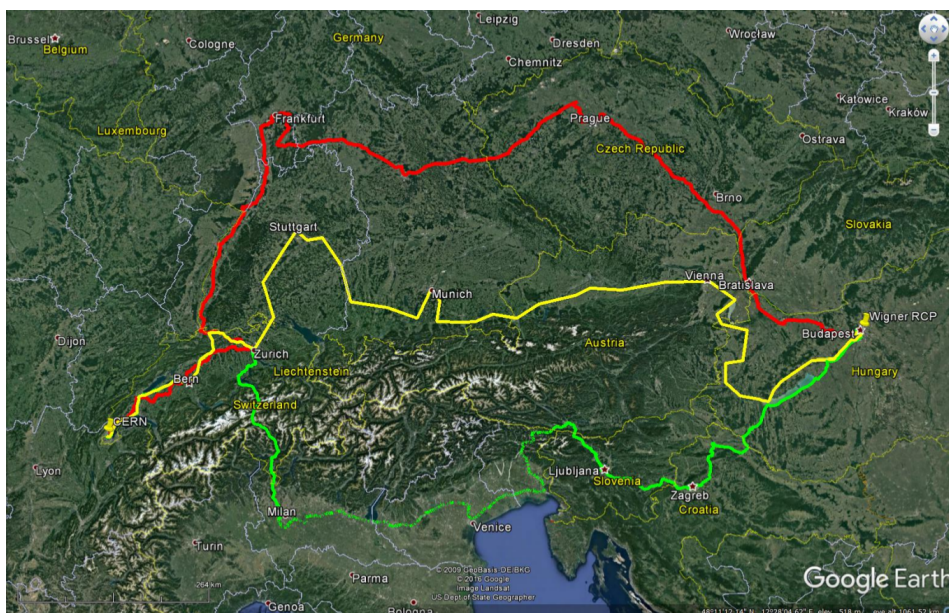 Leipzig
Wrocław
Brussel
Belgium
Cologne
Germany
Dresden
Chemnitz
Katowice
Kraków
Luxembourg
Frankfurt
Prague
Czech Republic
Ostrava
Brno
Stuttgart
Slovakia
Munich
Vienna
Bratislava
Wigner RCP
Dijon
Zurich
Budapest
Austria
Liechtenstein
Hungary
Bern
Switzerland
CERN
Lyon
Ljubljana
Slovenia
Zagreb
Croatia
Milan
Venice
Turin
264 km
Parma
Genoa
Bologna
© 2009 GeoBasis-DE/BKG
© 2016 Google
Image Landsat
US Dept of State Geographer
Google Earth